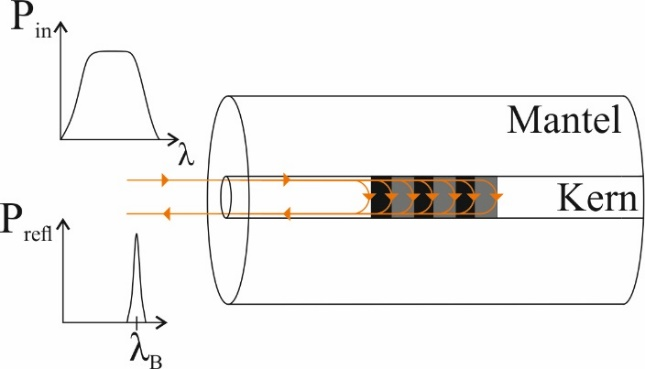 P_in
λ
Mantel
Kern
P_refl
λ_B